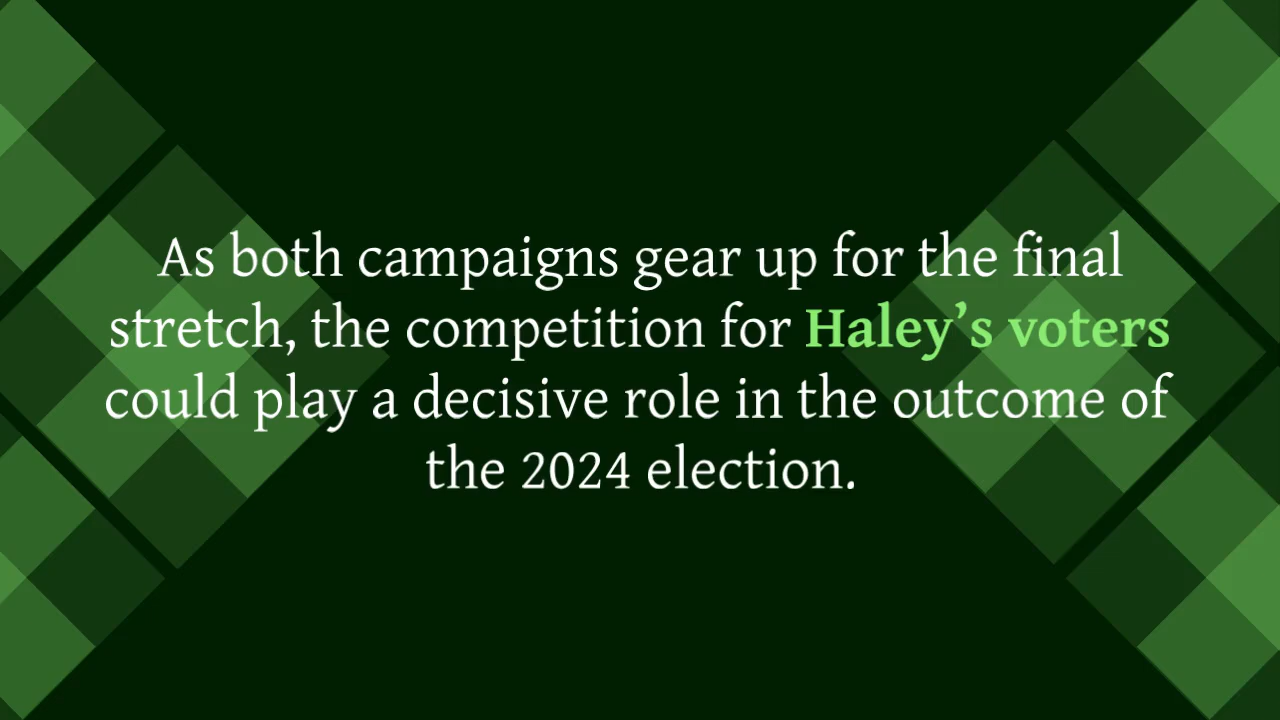 As both campaigns gear up for the final
stretch, the competition for Haley’s voters
could play a decisive role in the outcome of
the 2024 election.